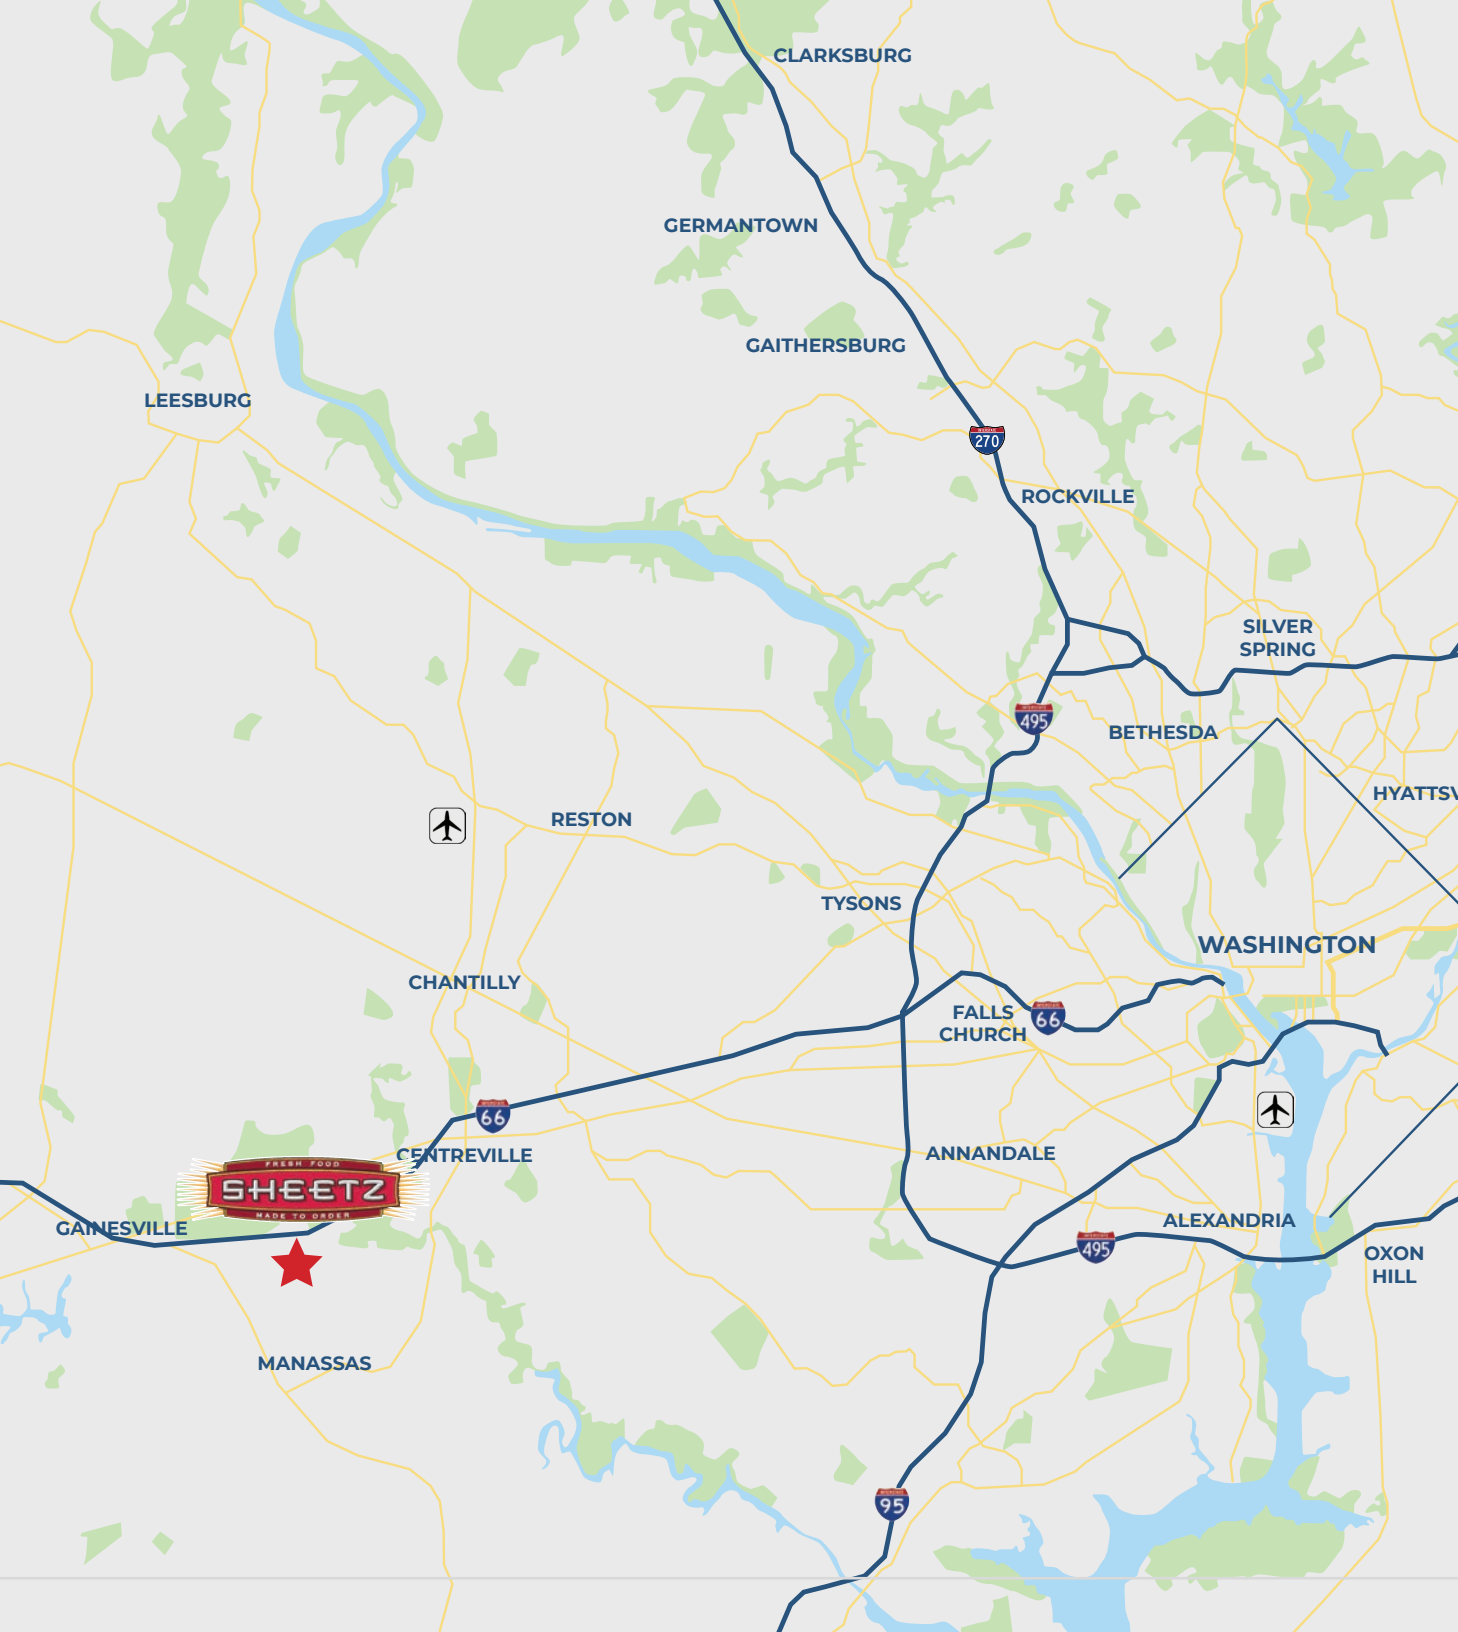 CLARKSBURG
GERMANTOWN
GAITHERSBURG
LEESBURG
270
ROCKVILLE
SILVER
SPRING
495
BETHESDA
HYATTSV
RESTON
TYSONS
WASHINGTON
CHANTILLY
FALLS
CHURCH
66
66
CENTREVILLE
ANNANDALE
FRESH FOOD
SHEETZ
MADE TO ORDER
GAINESVILLE
ALEXANDRIA
495
OXON
HILL
MANASSAS
95